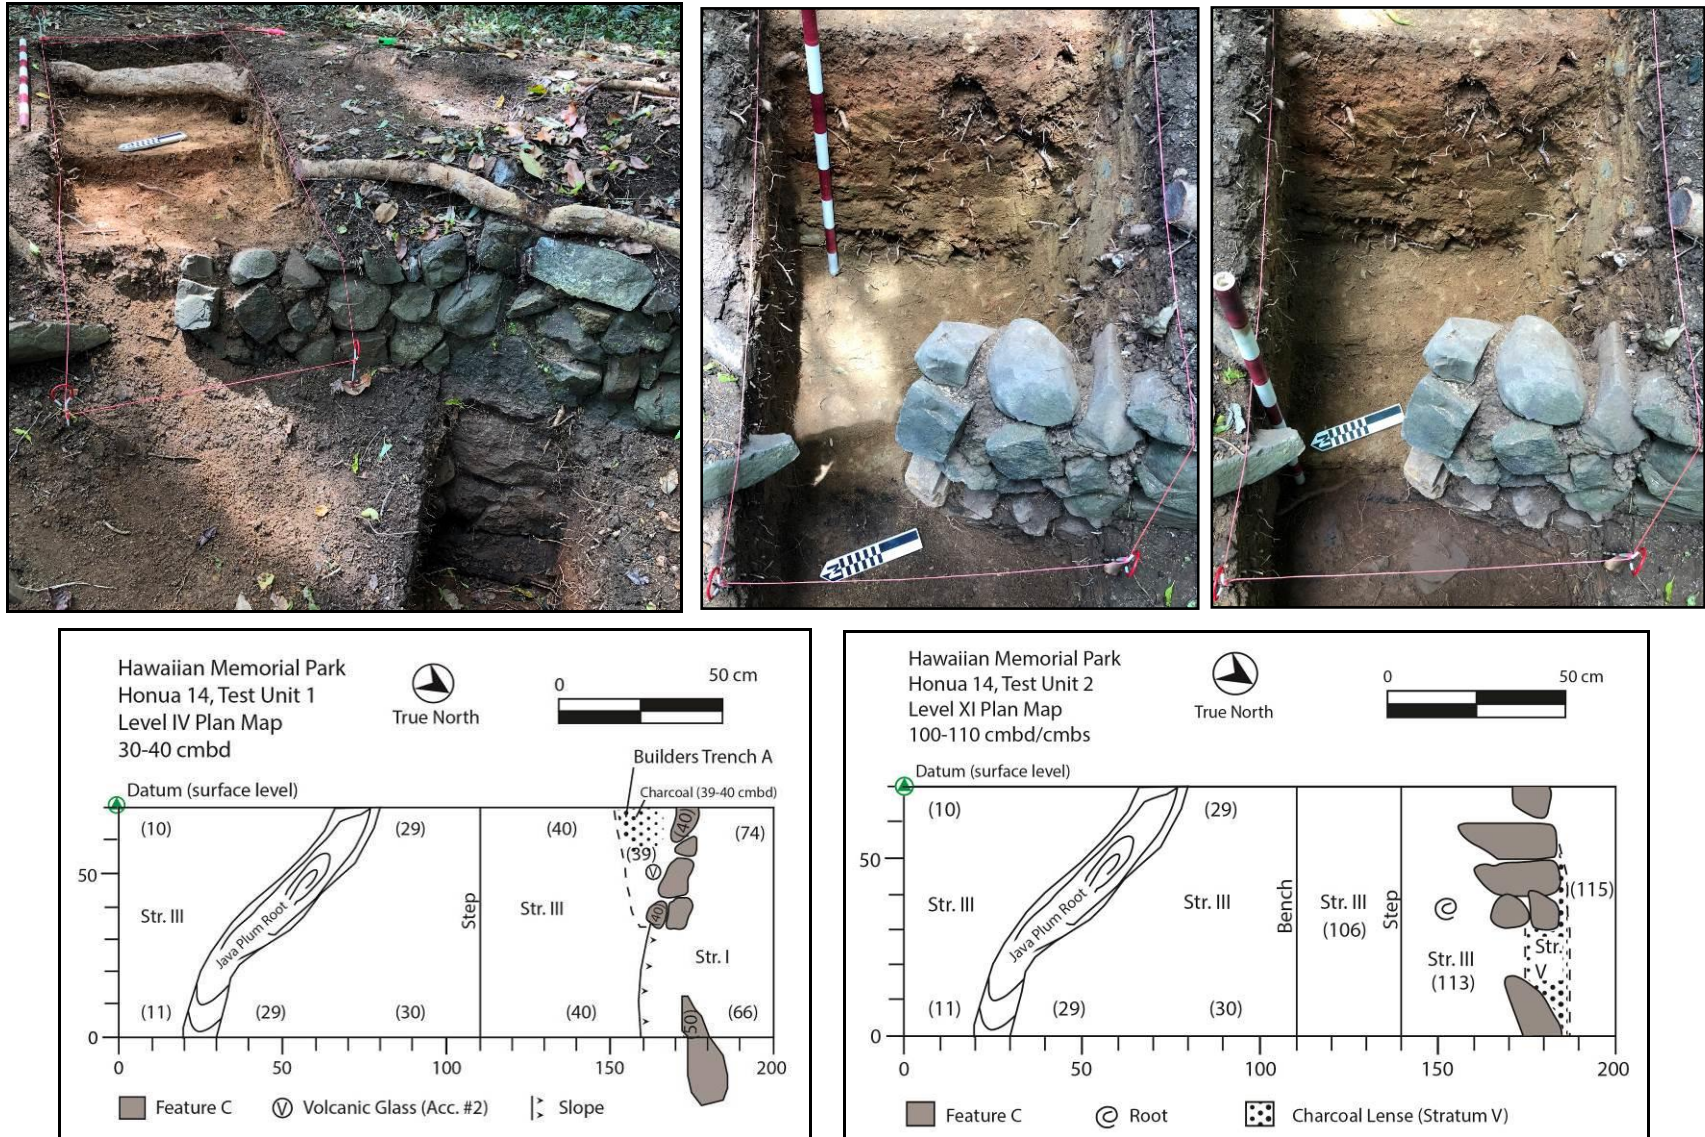 Hawaiian Memorial Park
Honua 14, Test Unit 1
Level IV Plan Map
30-40 cmbd
True North
0
50 cm
Builders Trench A
Datum (surface level)
Charcoal (39-40 cmbd)
(10)
(29)
(40)
(40)
(74)
(39)
V
50
Str. III
Java Plum Root
Step
Str. III
(40)
Str. I
(11)
(29)
(30)
(40)
(50)
(66)
0
0
50
100
150
200
Feature C
V
Volcanic Glass (Acc. #2)
Slope
Hawaiian Memorial Park
Honua 14, Test Unit 2
Level XI Plan Map
100-110 cmbd/cmbs
True North
0
50 cm
Datum (surface level)
(10)
(29)
50
(115)
Str. III
Java Plum Root
Str. III
Bench
Str. III
(106)
Step
Str. III
(113)
Str.
V
(11)
(29)
(30)
0
0
50
100
150
200
Feature C
Root
Charcoal Lense (Stratum V)